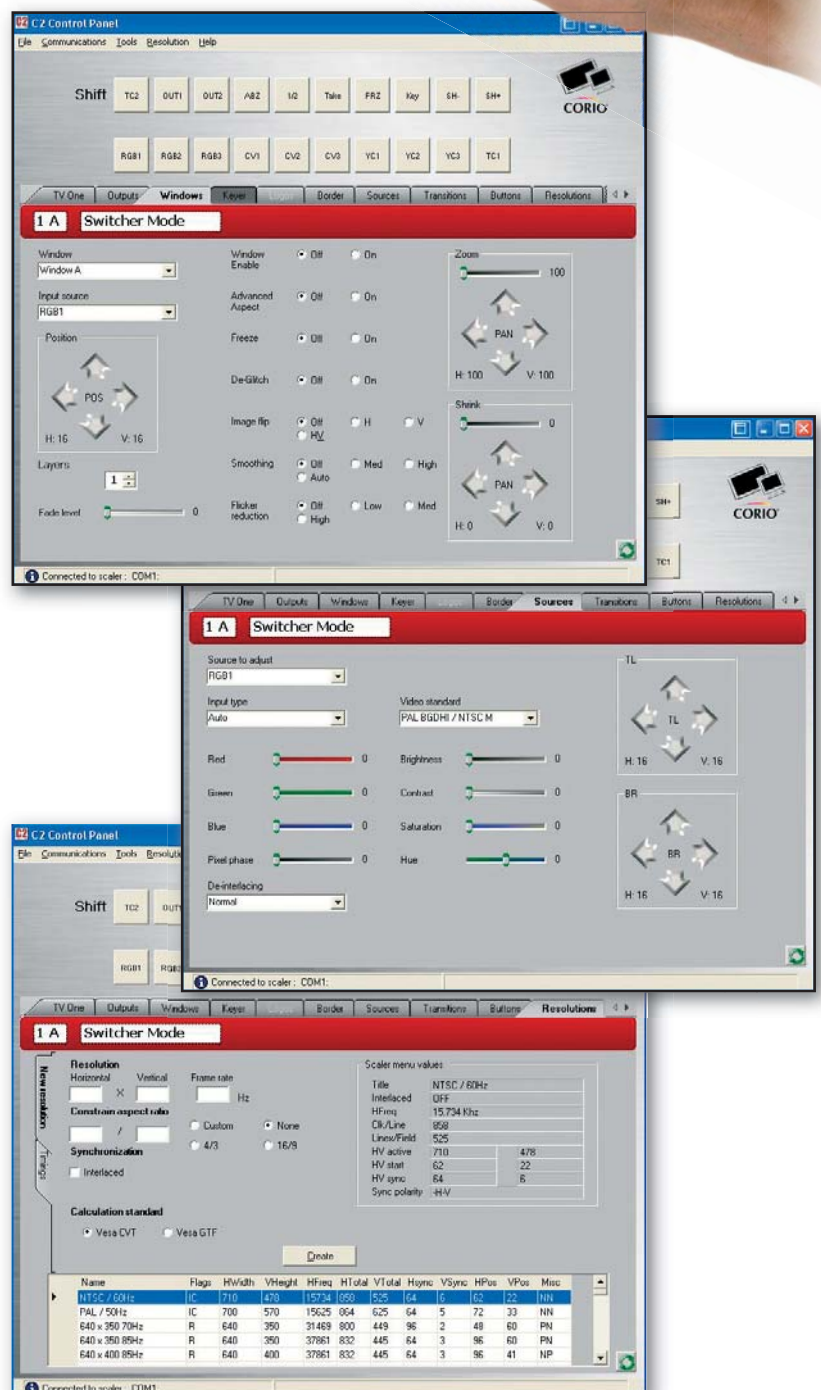 C2 Control Panel
File Communications Tools Resolution Help
Shift TC2 OUT1 OUT2 ABZ 1/2 Take FRZ Key SH- SH+
CORIO
RGB1 RGB2 RGB3 CV1 CV2 CV3 YC1 YC2 YC3 TC1
TV One Outputs Windows Keyer Border Sources Transitions Buttons Resolutions
1 A Switcher Mode
Window
Window A
Input source
RGB1
Position
POS
H: 16 V: 16
Layers
1
Fade level 0
Window Enable Off On
Advanced Aspect Off On
Freeze Off On
De-Glitch Off On
Image flip Off H V
HV
Smoothing Off Med High
Auto
Flicker reduction Off Low Med
High
Zoom
100
PAN
H: 100 V: 100
Shrink
0
PAN
H: 0 V: 0
Connected to scaler : COM1:
SH+
CORIO
TC1
TV One Outputs Windows Keyer Border Sources Transitions Buttons Resolutions
1 A Switcher Mode
Source to adjust
RGB1
Input type
Auto
Video standard
PAL BGDHI / NTSC M
Red 0 Brightness 0
Green 0 Contrast 0
Blue 0 Saturation 0
Pixel phase 0 Hue 0
De-interlacing
Normal
TL
TL
H: 16 V: 16
BR
BR
H: 16 V: 16
Connected to scaler : COM1:
C2 Control Panel
File Communications Tools
Shift TC2
RGB1
TV One Outputs Windows Keyer Border Sources Transitions Buttons Resolutions
1 A Switcher Mode
New resolution
Timings
Resolution
Horizontal Vertical Frame rate
X Hz
Constrain aspect ratio
/ Custom None
4/3 16/9
Synchronization
Interlaced
Calculation standard
Vesa CVT Vesa GTF
Create
Scaler menu values
Title NTSC / 60Hz
Interlaced OFF
HFreq 15.734 Khz
Clk/Line 858
Lines/Field 525
HV active 710 478
HV start 62 22
HV sync 64 6
Sync polarity -H-V
Name Flags HWidth VHeight HFreq HTotal VTotal Hsync VSync HPos VPos Misc
NTSC / 60Hz IC 710 478 15734 858 525 64 6 62 22 NN
PAL / 50Hz IC 700 570 15625 864 625 64 5 72 33 NN
640 x 350 70Hz R 640 350 31469 800 449 96 2 48 60 PN
640 x 350 85Hz R 640 350 37861 832 445 64 3 96 60 PN
640 x 400 85Hz R 640 400 37861 832 445 64 3 96 41 NP
Connected to scaler : COM1: